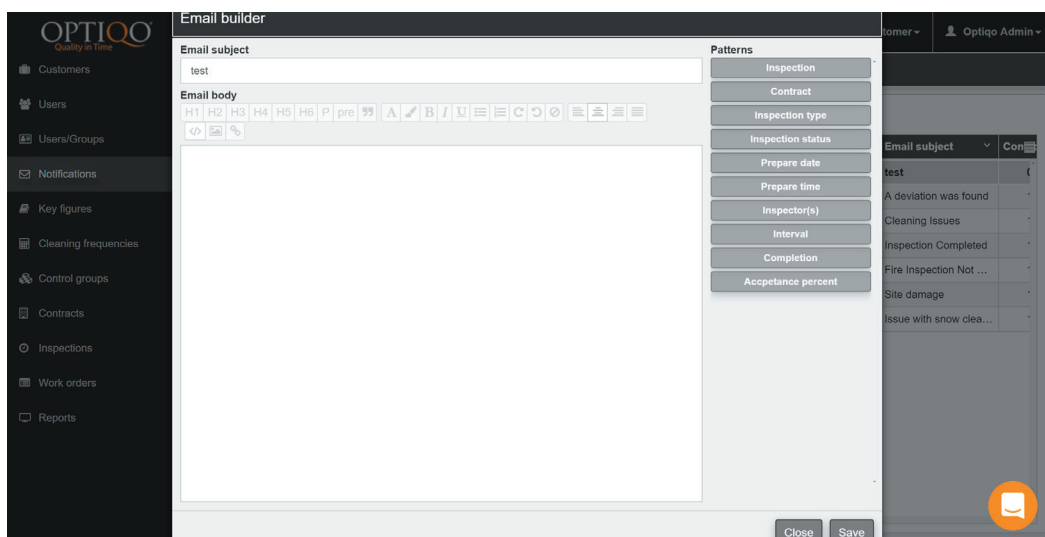 OPTIQO
Quality in Time
Customers
Users
Users/Groups
Notifications
Key figures
Cleaning frequencies
Control groups
Contracts
Inspections
Work orders
Reports
Email builder
Email subject
test
Email body
H1 H2 H3 H4 H5 H6 P pre
A B I U
Patterns
Inspection
Contract
Inspection type
Inspection status
Prepare date
Prepare time
Inspector(s)
Interval
Completion
Accpetance percent
Close Save
tomer Optiqo Admin
Email subject Con
test
A deviation was found
Cleaning Issues
Inspection Completed
Fire Inspection Not ...
Site damage
Issue with snow clea...